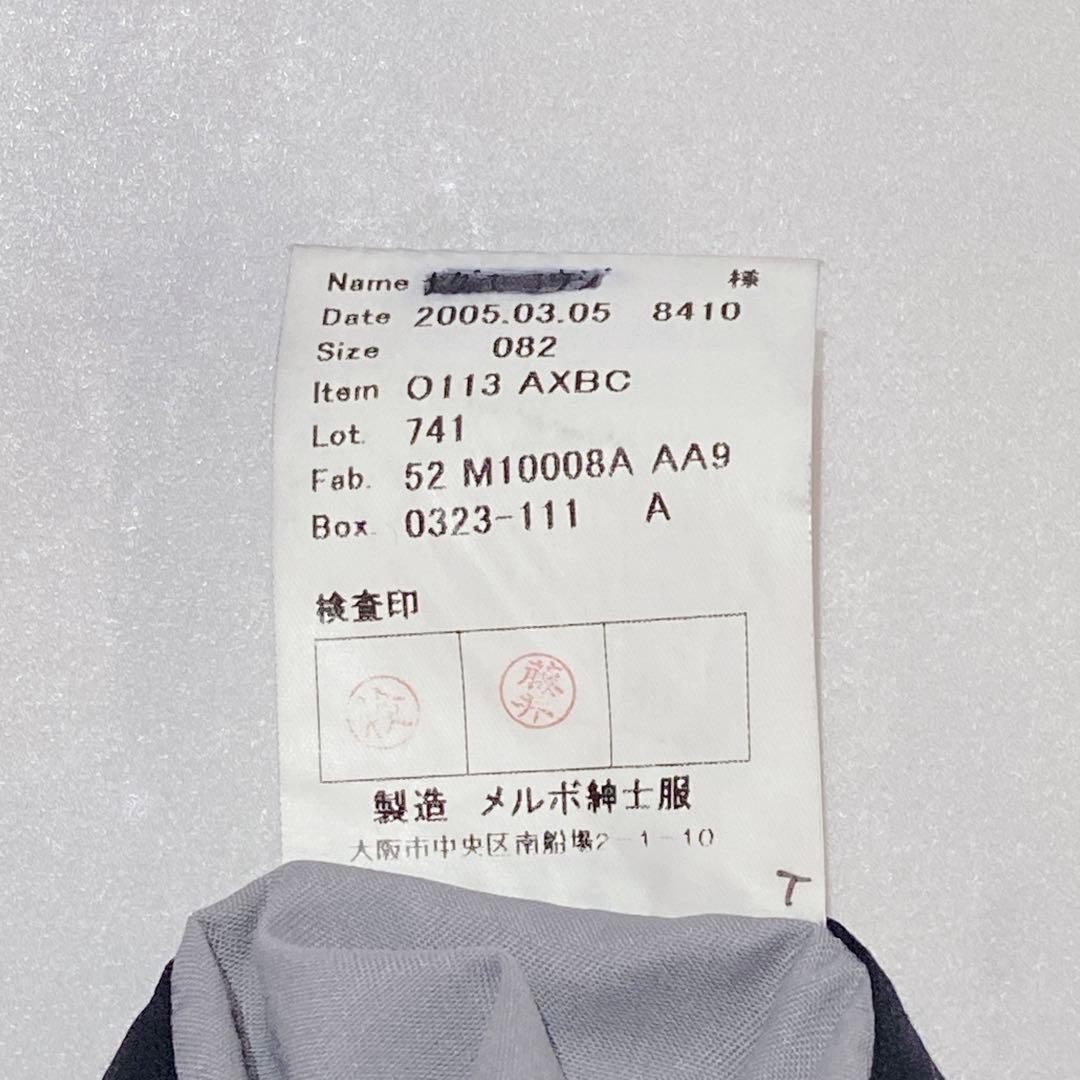 Name 様
Date 2005.03.05 8410
Size 082
Item O113 AXBC
Lot. 741
Fab. 52 M10008A AA9
Box. 0323-111 A
検査印
藤井
製造 メルボ紳士服
大阪市中央区南船場2-1-10
T